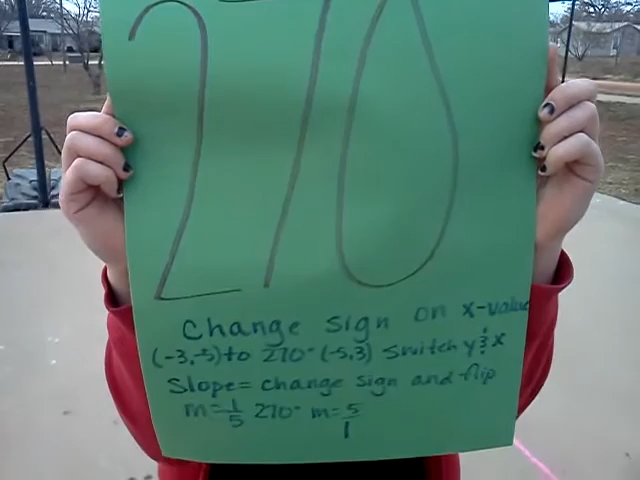 270
Change sign on x-value
(-3,-5) to 270° (-5,3) switch y & x
Slope= change sign and flip
m=-1/5 270° m=5/1